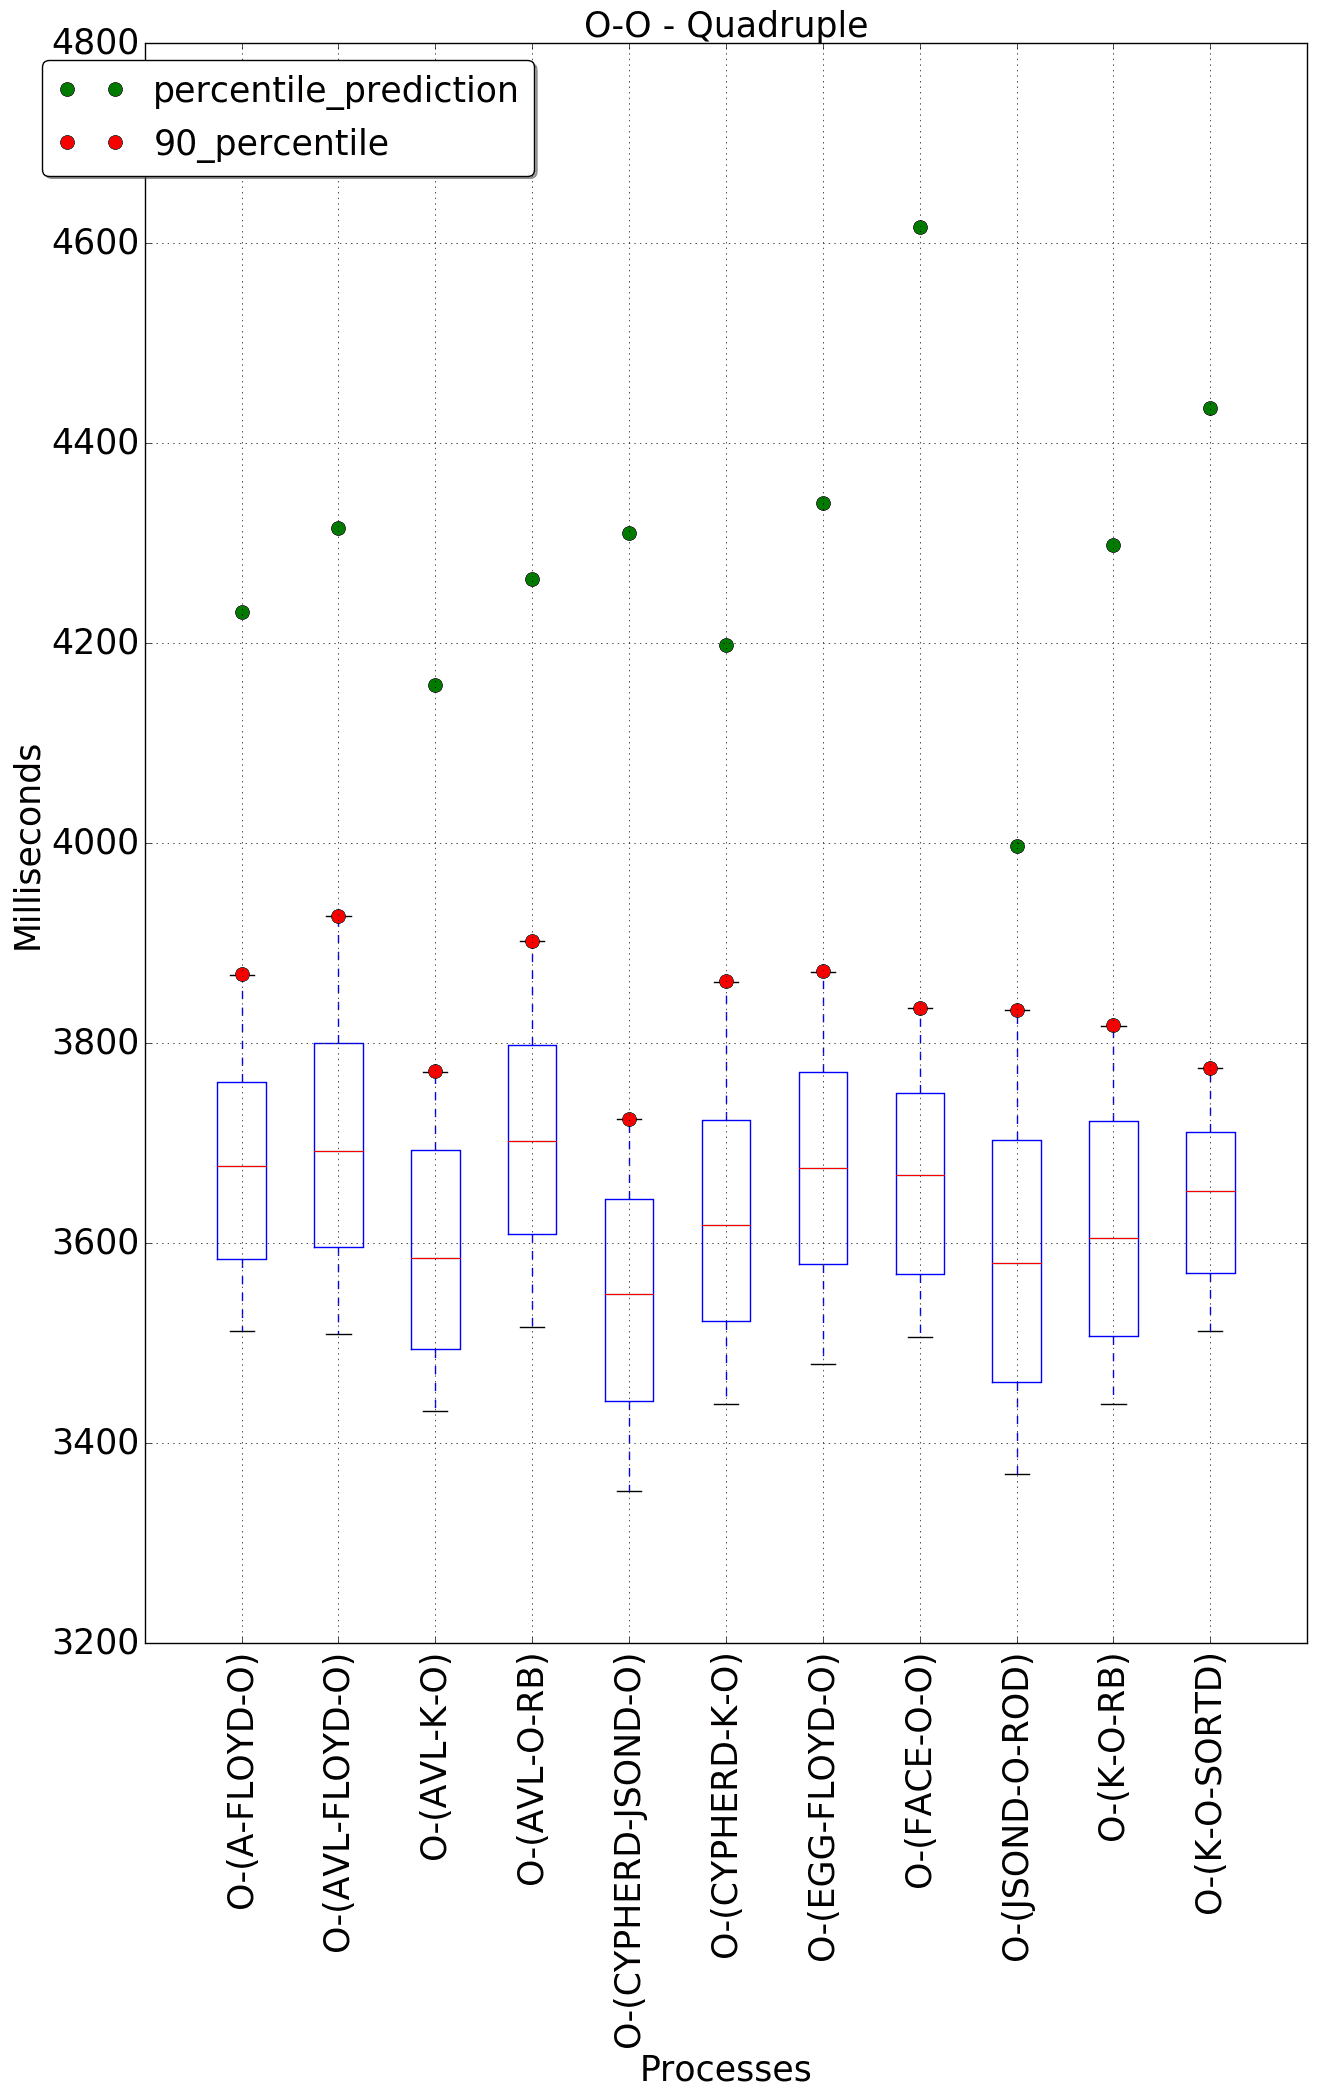 O-O - Quadruple
percentile_prediction
90_percentile
4800
4600
4400
4200
4000
3800
3600
3400
3200
Milliseconds
O-(A-FLOYD-O)
O-(AVL-FLOYD-O)
O-(AVL-K-O)
O-(AVL-O-RB)
O-(CYPHERD-JSOND-O)
O-(CYPHERD-K-O)
O-(EGG-FLOYD-O)
O-(FACE-O-O)
O-(JSOND-O-ROD)
O-(K-O-RB)
O-(K-O-SORTD)
Processes